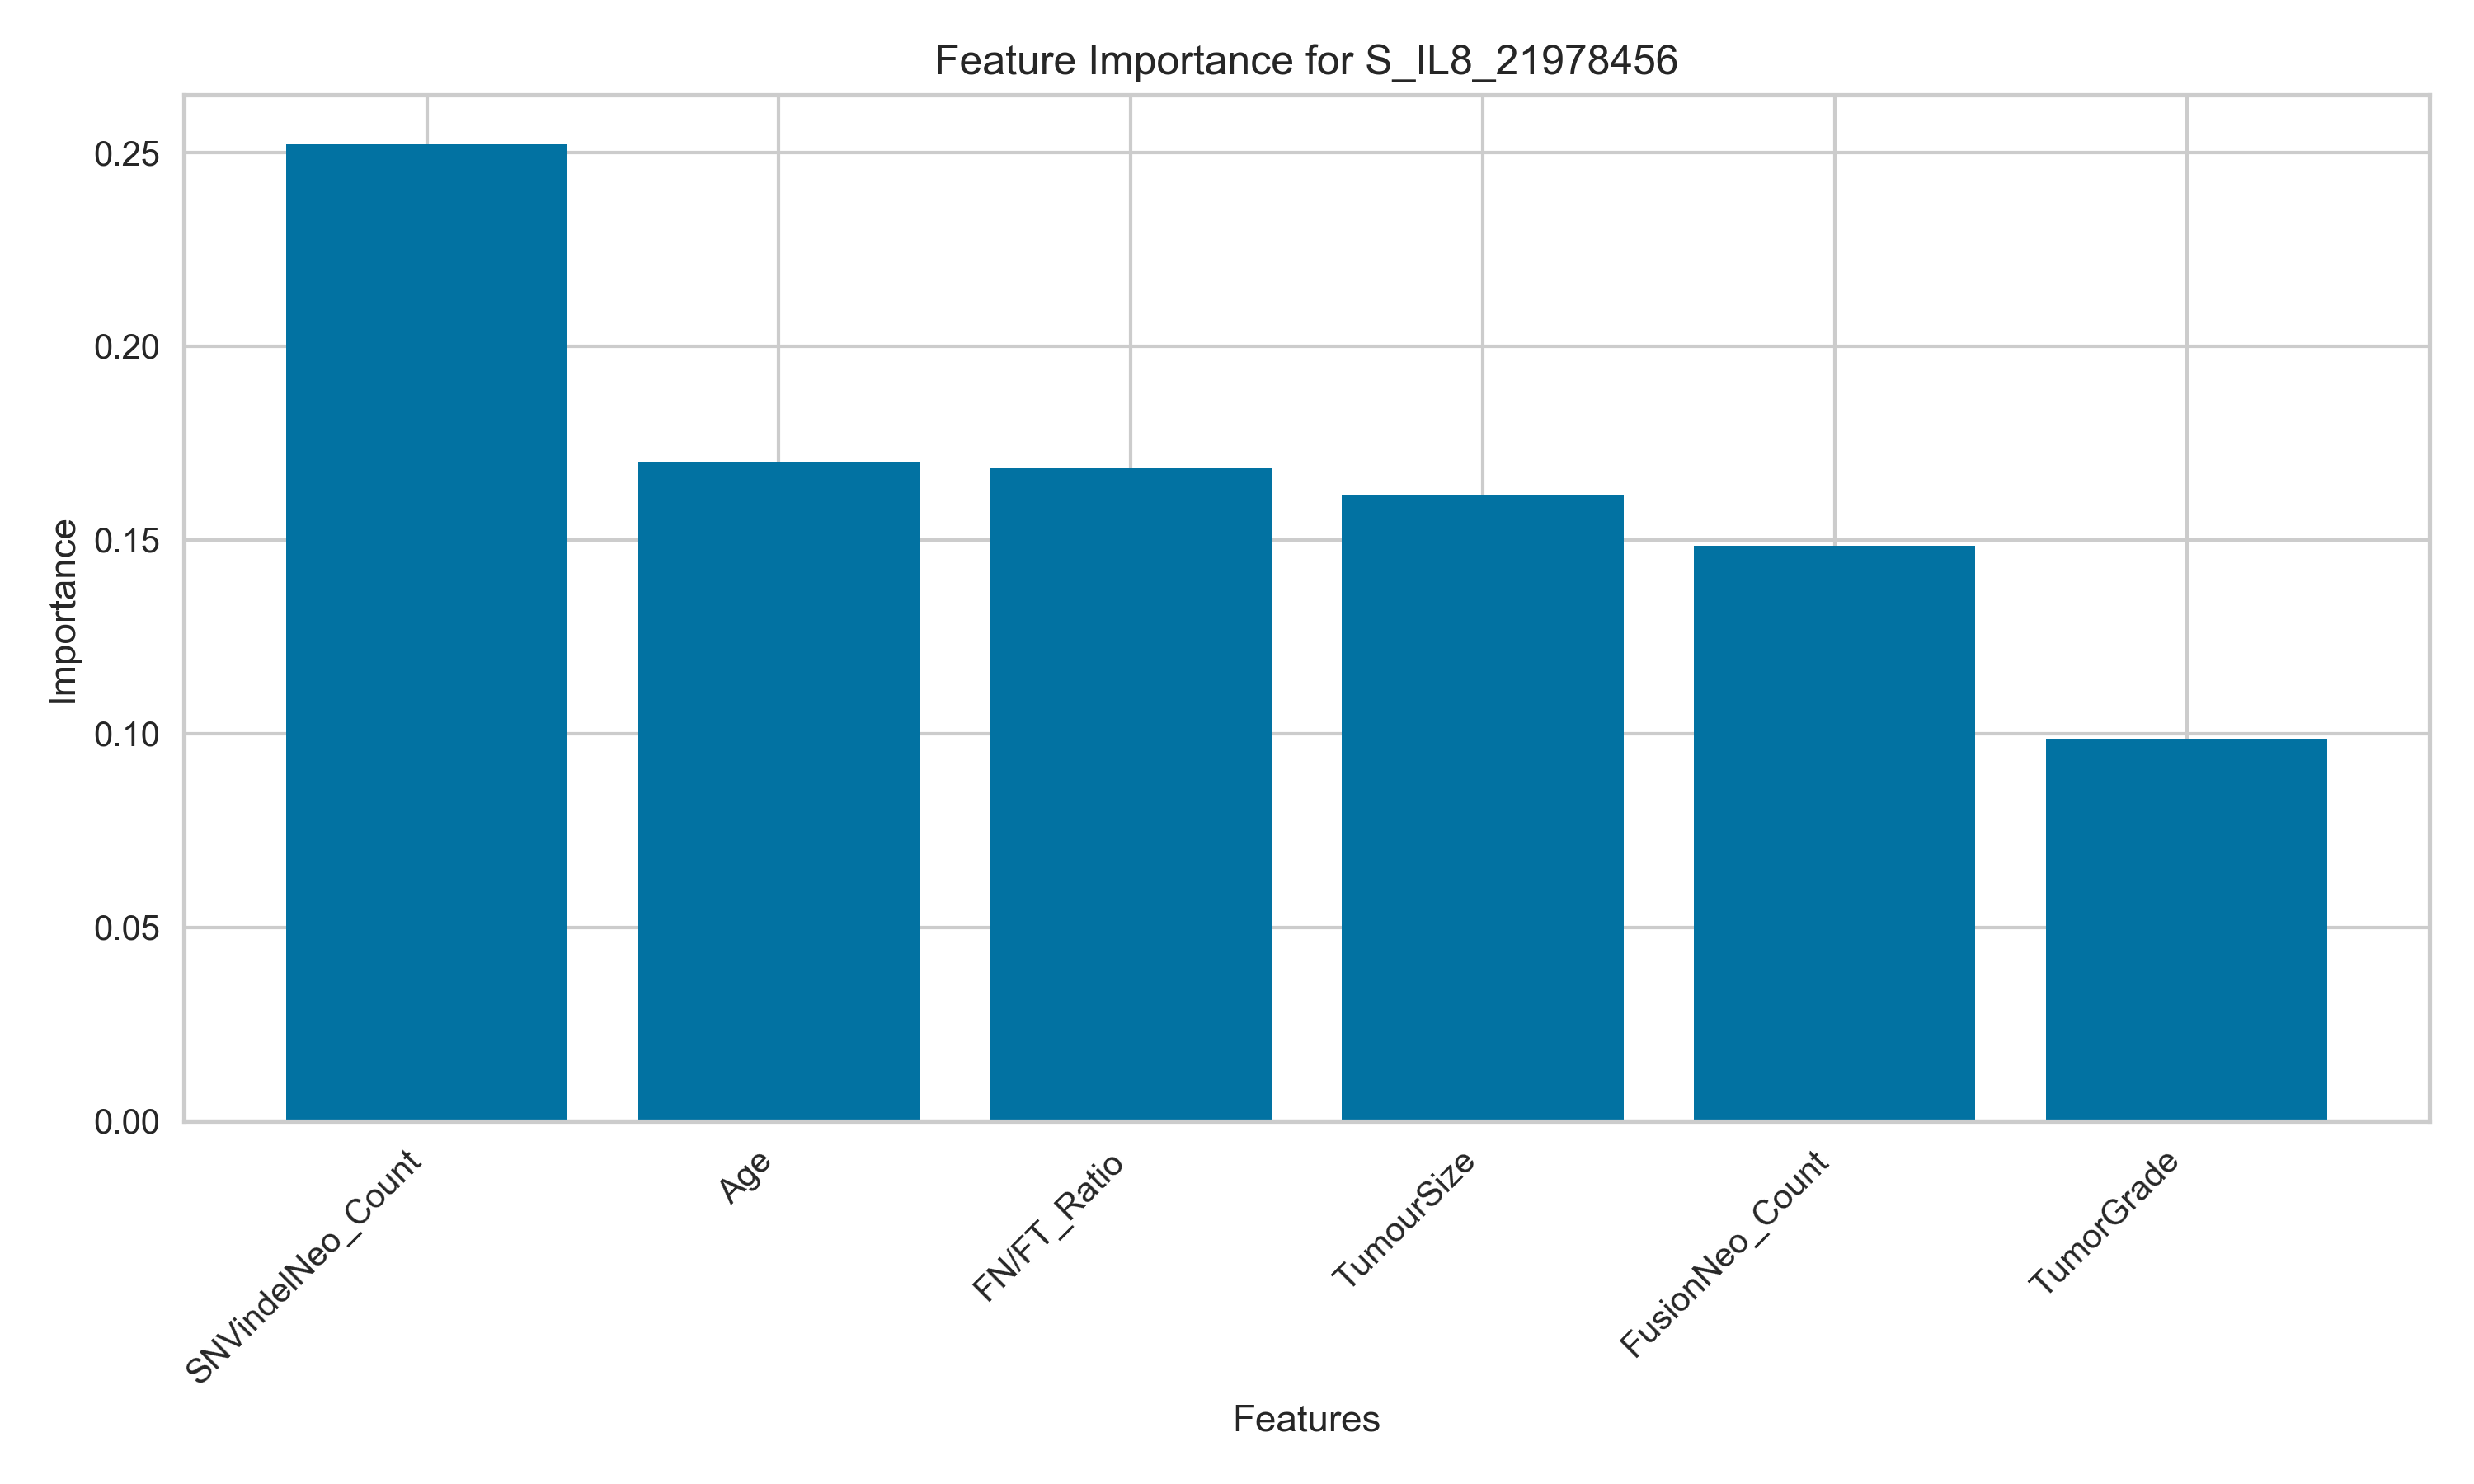 Feature Importance for S_IL8_21978456
Importance
0.25
0.20
0.15
0.10
0.05
0.00
SNVindelNeo_Count
Age
FN/FT_Ratio
TumourSize
FusionNeo_Count
TumorGrade
Features